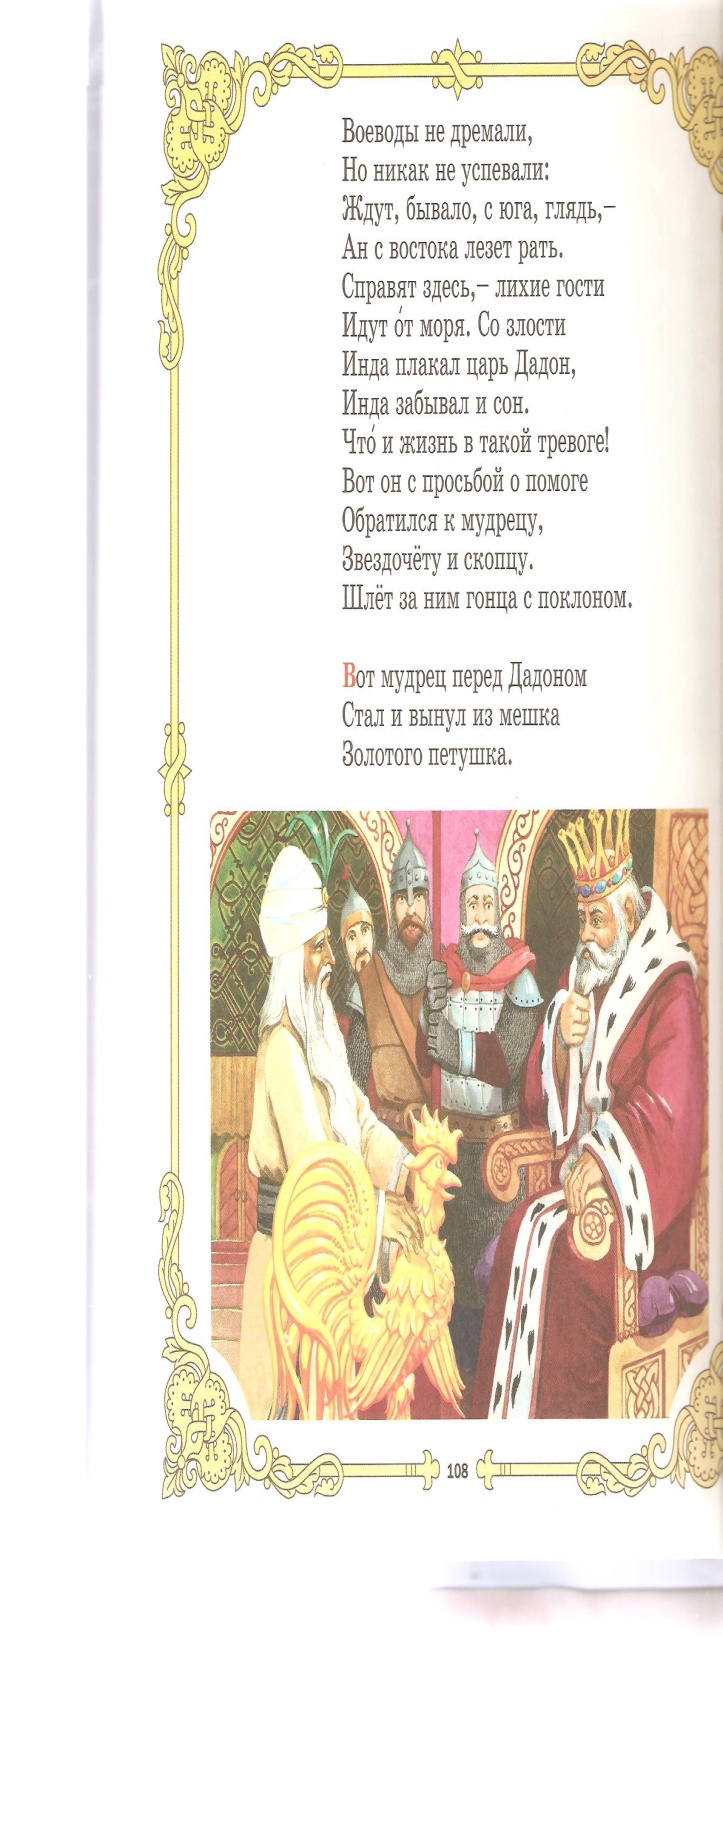 Воеводы не дремали,
Но никак не успевали:
Ждут, бывало, с юга, глядь,–
Ан с востока лезет рать.
Справят здесь,– лихие гости
Идут о́т моря. Со злости
Инда плакал царь Дадон,
Инда забывал и сон.
Что́ и жизнь в такой тревоге!
Вот он с просьбой о помоге
Обратился к мудрецу,
Звездочёту и скопцу.
Шлёт за ним гонца с поклоном.
Вот мудрец перед Дадоном
Стал и вынул из мешка
Золотого петушка.
108